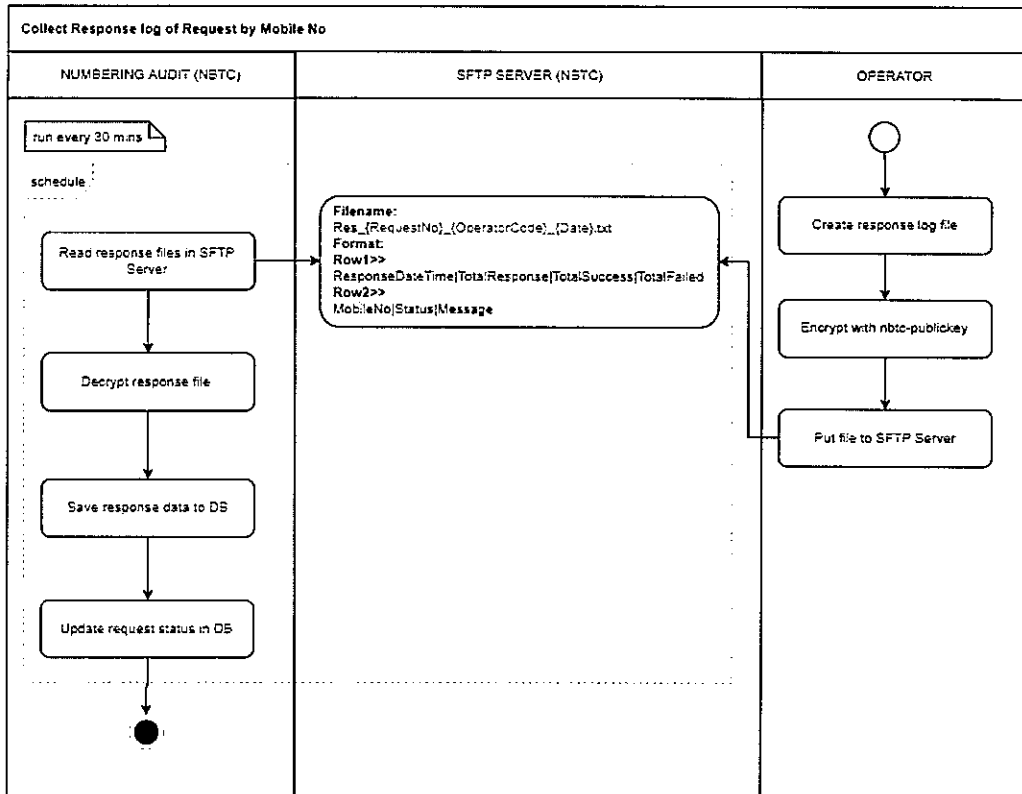 Collect Response log of Request by Mobile No
NUMBERING AUDIT (NBTC)
SFTP SERVER (NBTC)
OPERATOR
run every 30 mins
schedule
Read response files in SFTP
Server
Decrypt response file
Save response data to DB
Update request status in DB
Filename:
Res_{RequestNo}_{OperatorCode}_{Date}.txt
Format:
Row1>>
ResponseDateTime|TotalResponse|TotalSuccess|TotalFailed
Row2>>
MobileNo|Status|Message
Create response log file
Encrypt with nbtc-publickey
Put file to SFTP Server